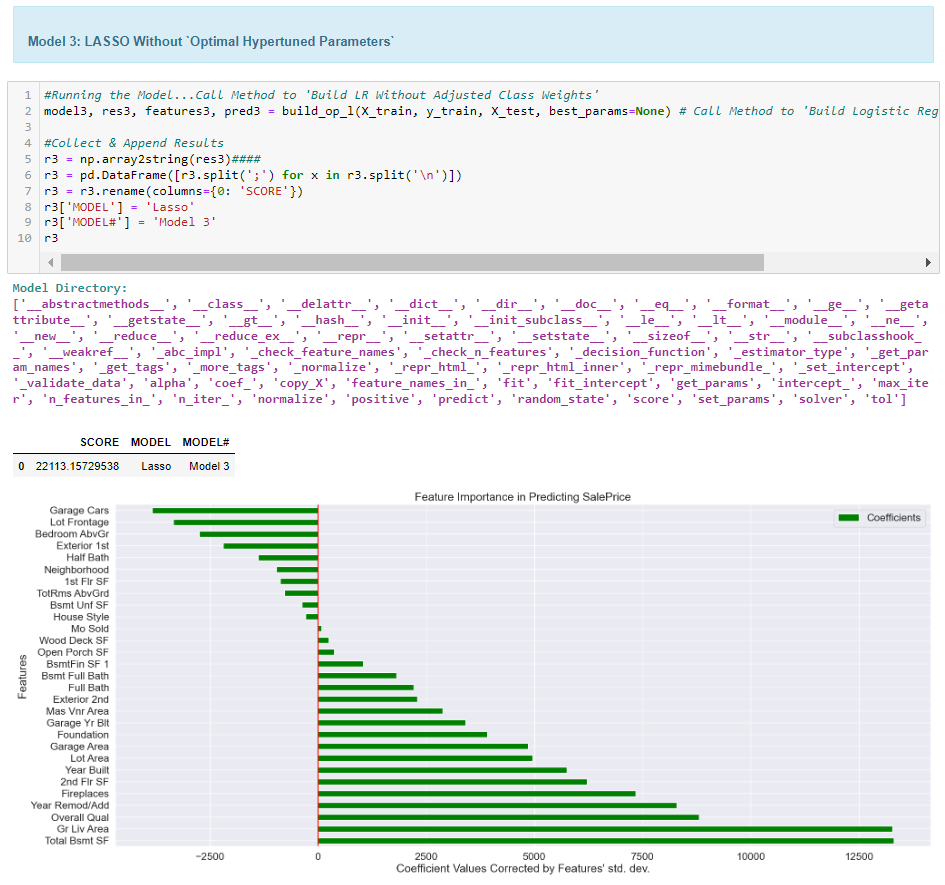 Model 3: LASSO Without `Optimal Hypertuned Parameters`
1 #Running the Model...Call Method to 'Build LR Without Adjusted Class Weights'
2 model3, res3, features3, pred3 = build_op_l(X_train, y_train, X_test, best_params=None) # Call Method to 'Build Logistic Reg
3
4 #Collect & Append Results
5 r3 = np.array2string(res3)####
6 r3 = pd.DataFrame([r3.split(';') for x in r3.split('\n')])
7 r3 = r3.rename(columns={0: 'SCORE'})
8 r3['MODEL'] = 'Lasso'
9 r3['MODEL#'] = 'Model 3'
10 r3
Model Directory:
['__abstractmethods__', '__class__', '__delattr__', '__dict__', '__dir__', '__doc__', '__eq__', '__format__', '__ge__', '__geta
ttribute__', '__getstate__', '__gt__', '__hash__', '__init__', '__init_subclass__', '__le__', '__lt__', '__module__', '__ne__',
'__new__', '__reduce__', '__reduce_ex__', '__repr__', '__setattr__', '__setstate__', '__sizeof__', '__str__', '__subclasshook_
_', '__weakref__', '_abc_impl', '_check_feature_names', '_check_n_features', '_decision_function', '_estimator_type', '_get_par
am_names', '_get_tags', '_more_tags', '_normalize', '_repr_html_', '_repr_html_inner', '_repr_mimebundle_', '_set_intercept',
'_validate_data', 'alpha', 'coef_', 'copy_X', 'feature_names_in_', 'fit', 'fit_intercept', 'get_params', 'intercept_', 'max_ite
r', 'n_features_in_', 'n_iter_', 'normalize', 'positive', 'predict', 'random_state', 'score', 'set_params', 'solver', 'tol']
SCORE MODEL MODEL#
0 22113.15729538 Lasso Model 3
Feature Importance in Predicting SalePrice
Coefficients
Features
Garage Cars
Lot Frontage
Bedroom AbvGr
Exterior 1st
Half Bath
Neighborhood
1st Flr SF
TotRms AbvGrd
Bsmt Unf SF
House Style
Mo Sold
Wood Deck SF
Open Porch SF
BsmtFin SF 1
Bsmt Full Bath
Full Bath
Exterior 2nd
Mas Vnr Area
Garage Yr Blt
Foundation
Garage Area
Lot Area
Year Built
2nd Flr SF
Fireplaces
Year Remod/Add
Overall Qual
Gr Liv Area
Total Bsmt SF
−2500 0 2500 5000 7500 10000 12500
Coefficient Values Corrected by Features' std. dev.